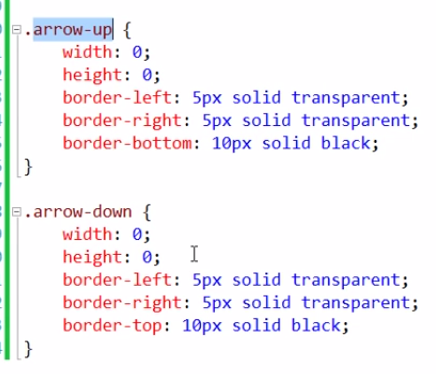 .arrow-up {
width: 0;
height: 0;
border-left: 5px solid transparent;
border-right: 5px solid transparent;
border-bottom: 10px solid black;
}
.arrow-down {
width: 0;
height: 0;
border-left: 5px solid transparent;
border-right: 5px solid transparent;
border-top: 10px solid black;
}